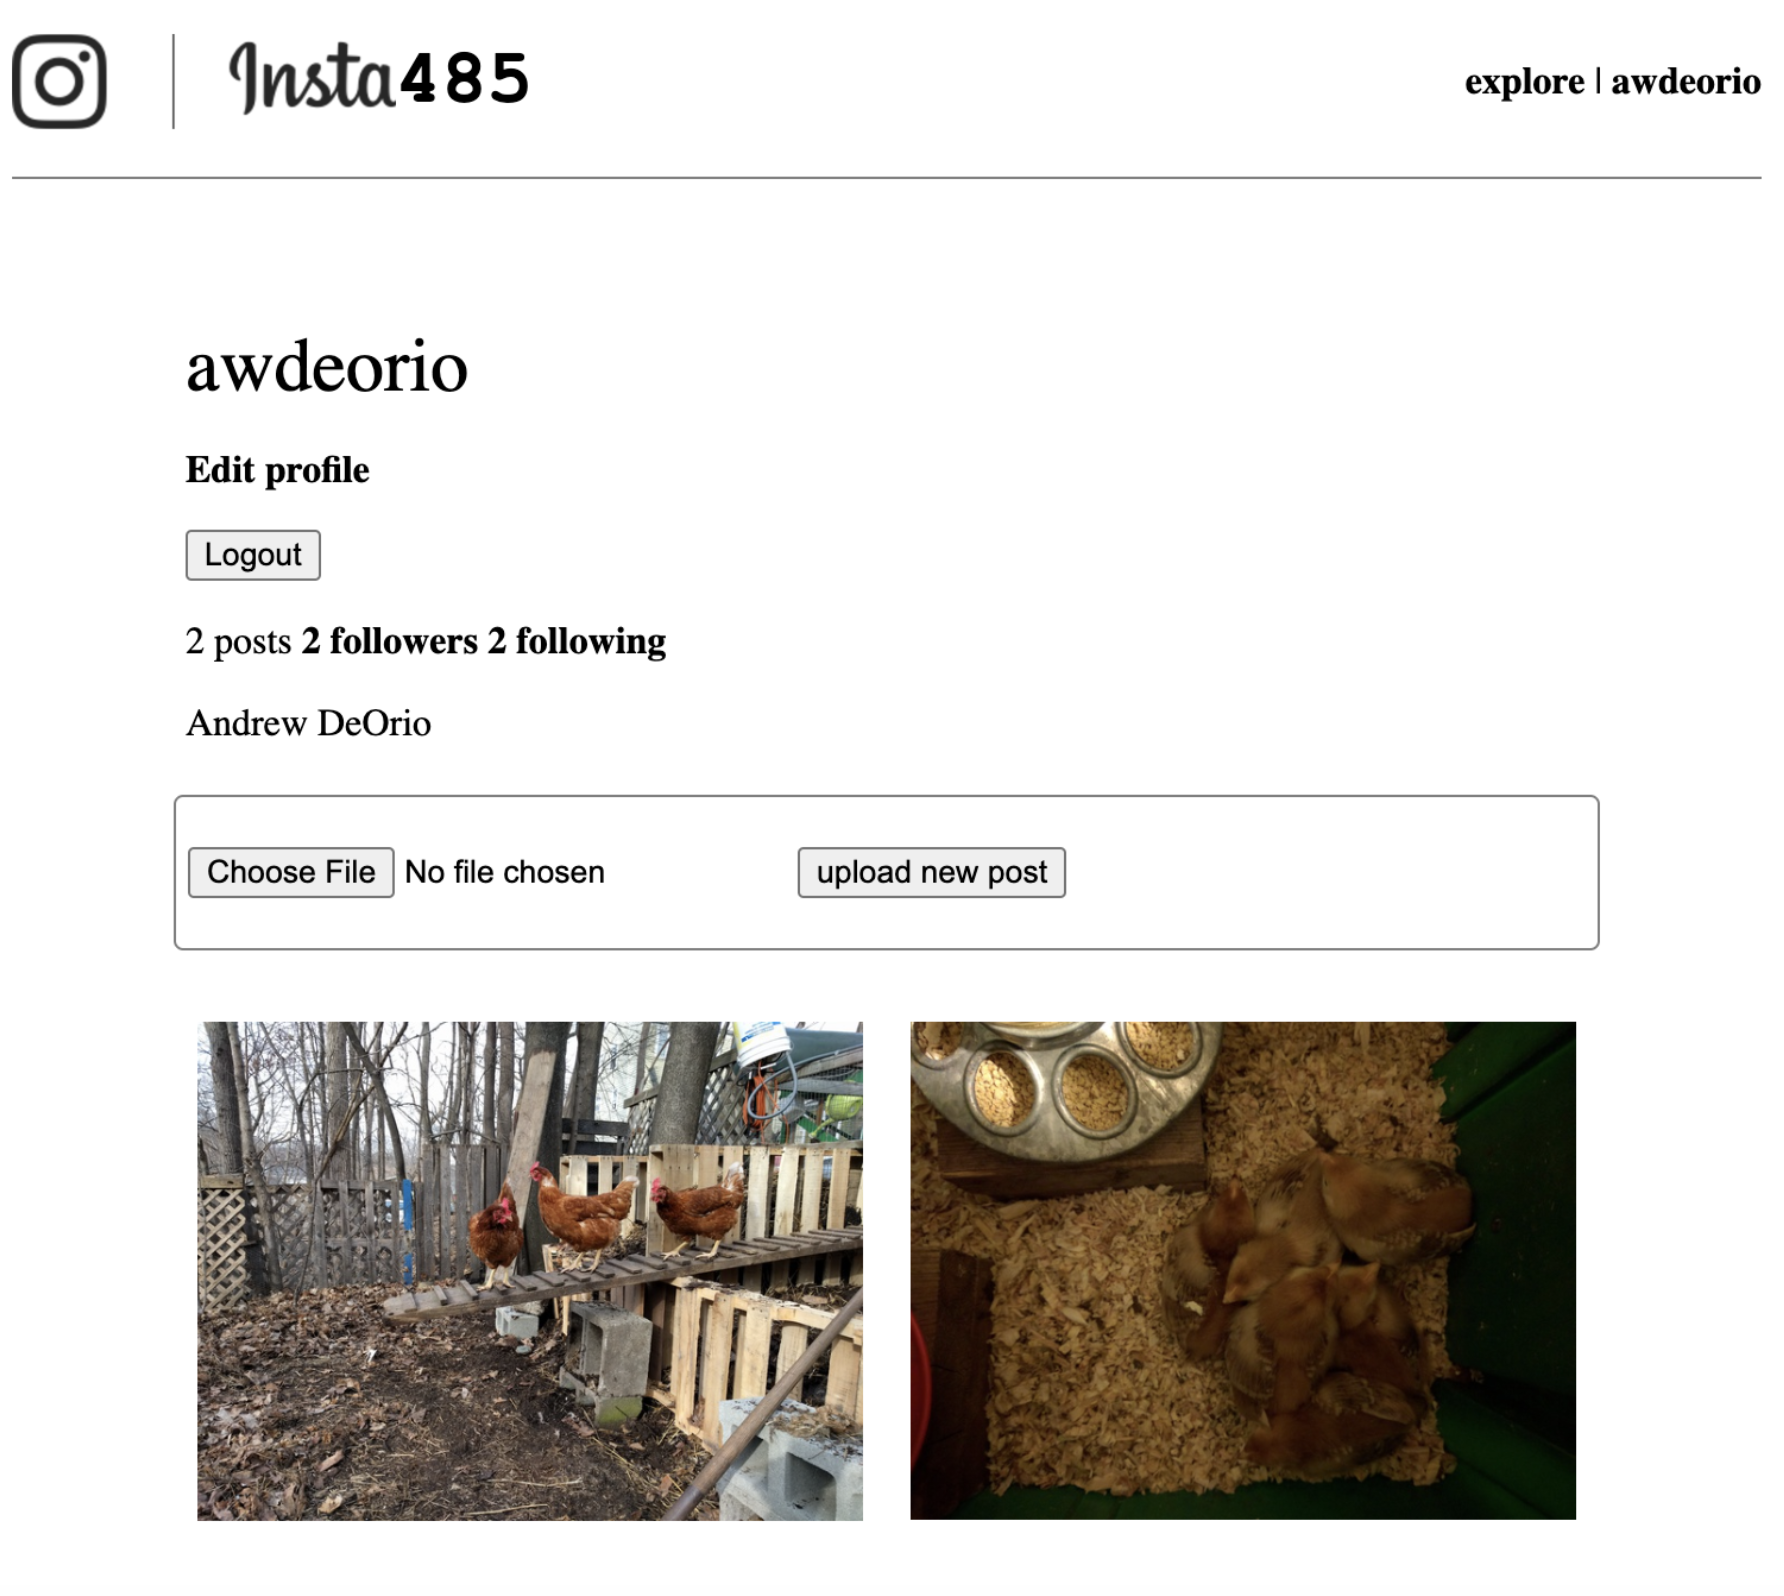 Insta485
explore | awdeorio
awdeorio
Edit profile
Logout
2 posts 2 followers 2 following
Andrew DeOrio
Choose File No file chosen upload new post